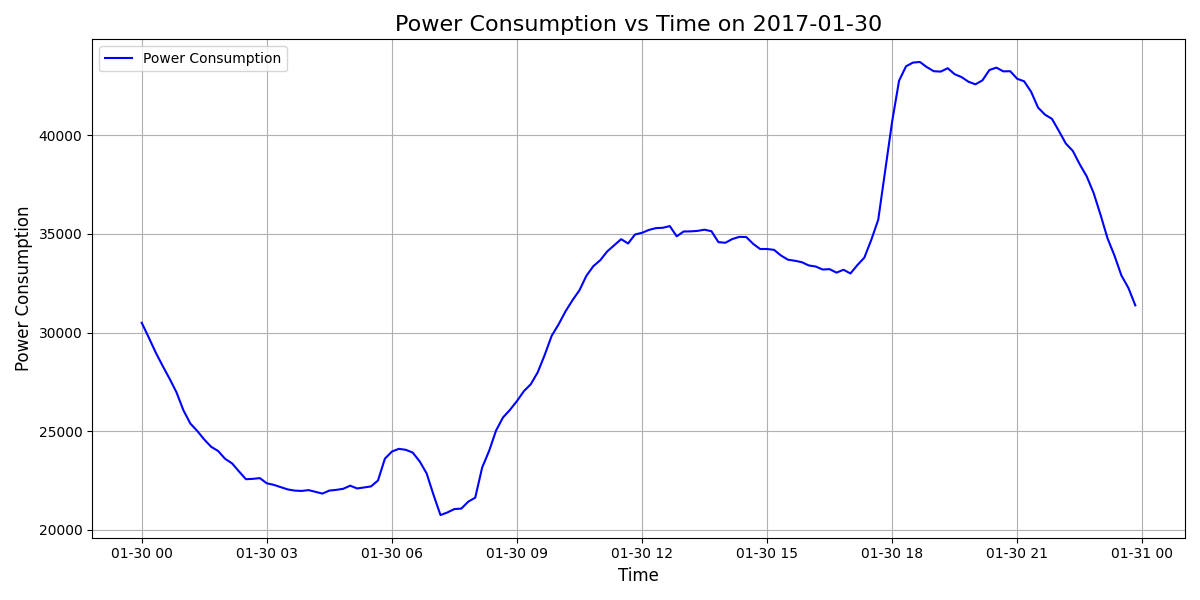 Power Consumption vs Time on 2017-01-30
Power Consumption
Power Consumption
40000
35000
30000
25000
20000
01-30 00 01-30 03 01-30 06 01-30 09 01-30 12 01-30 15 01-30 18 01-30 21 01-31 00
Time